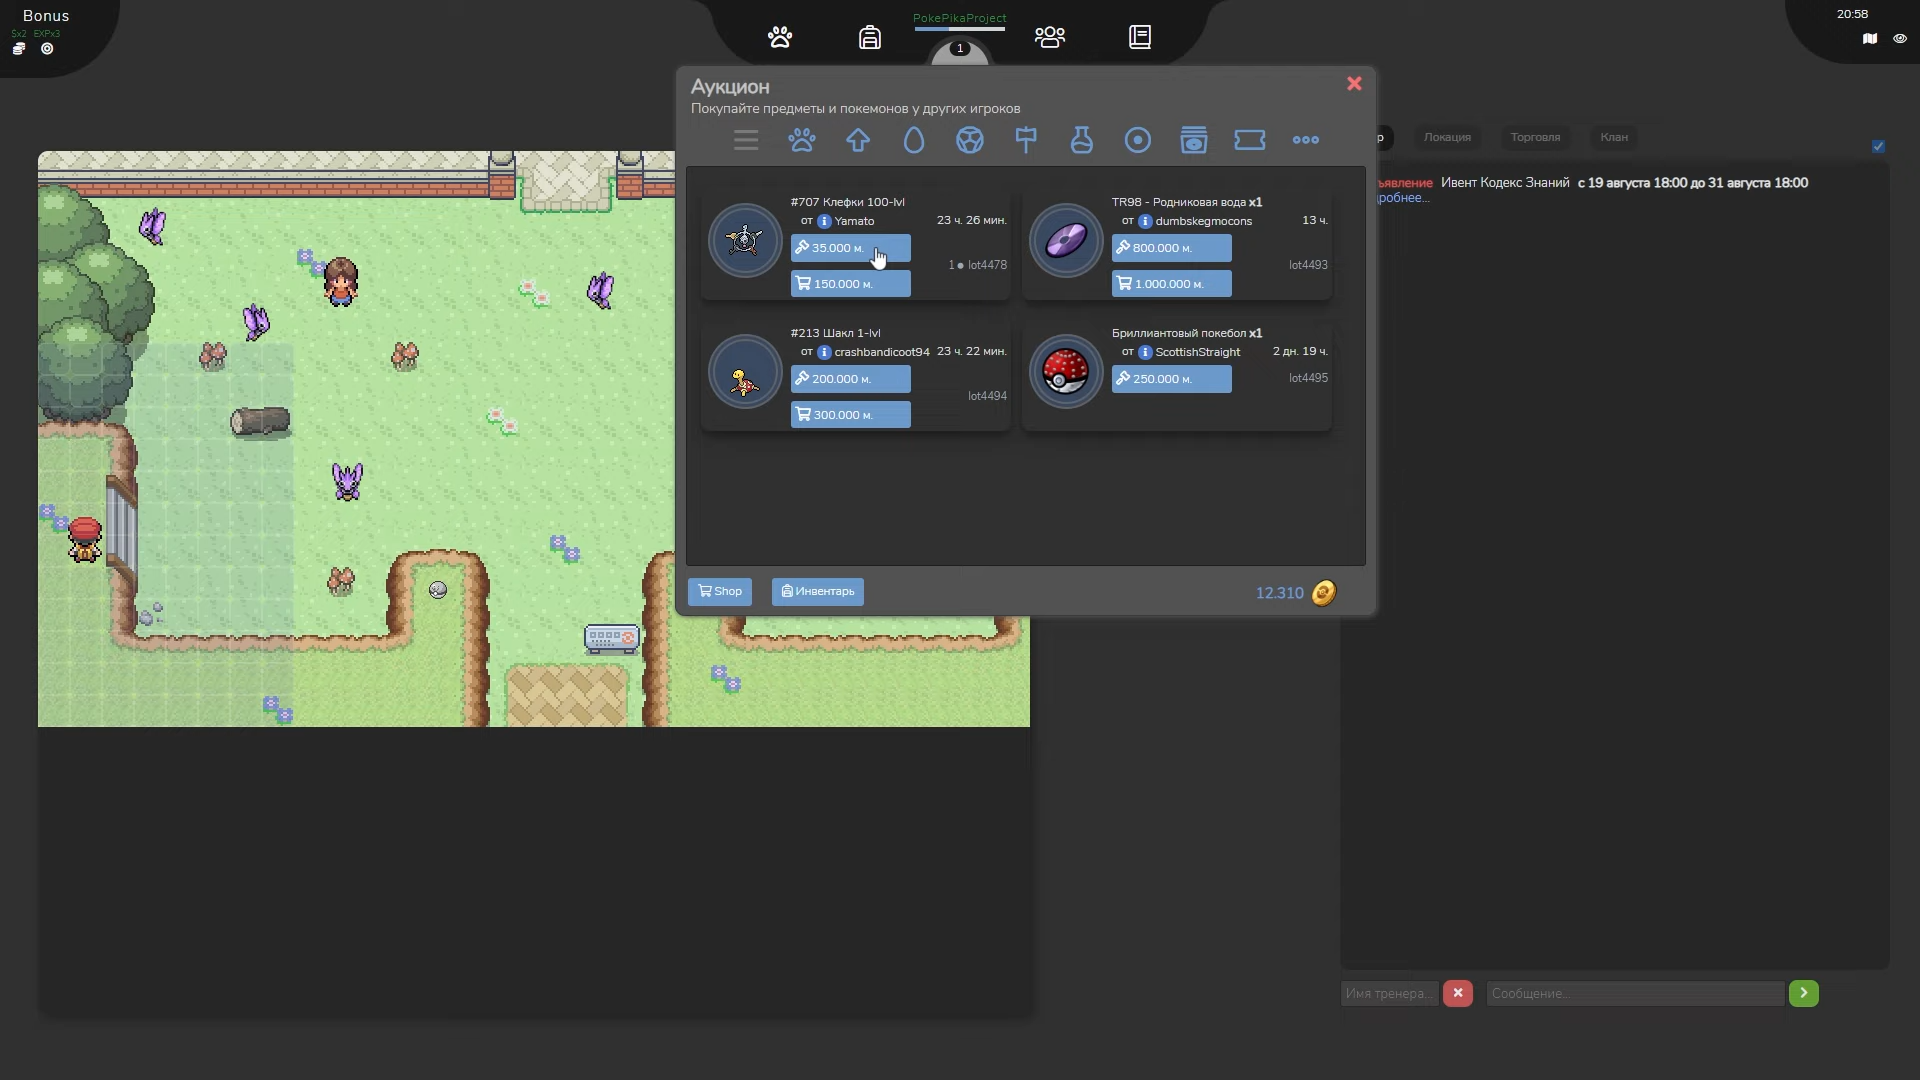 Bonus
$x2 EXPx3
PokePikaProject
1
20:58
Аукцион
Покупайте предметы и покемонов у других игроков
#707 Клефки 100-lvl
от Yamato 23 ч. 26 мин.
35.000 м.
1 lot4478
150.000 м.
TR98 - Родниковая вода x1
от dumbskegmocons 13 ч.
800.000 м.
lot4493
1.000.000 м.
#213 Шакл 1-lvl
от crashbandicoot94 23 ч. 22 мин.
200.000 м.
lot4494
300.000 м.
Бриллиантовый покебол x1
от ScottishStraight 2 дн. 19 ч.
250.000 м.
lot4495
Shop
Инвентарь
12.310
Локация
Торговля
Клан
Ивент Кодекс Знаний с 19 августа 18:00 до 31 августа 18:00
Имя тренера...
Сообщение...